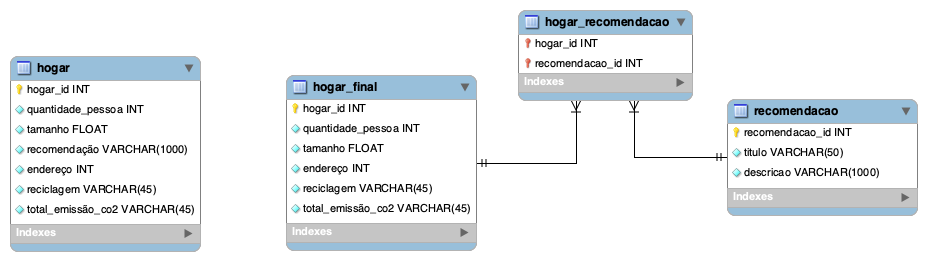 hogar
hogar_id INT
quantidade_pessoa INT
tamanho FLOAT
recomendação VARCHAR(1000)
endereço INT
reciclagem VARCHAR(45)
total_emissão_co2 VARCHAR(45)
Indexes
hogar_final
hogar_id INT
quantidade_pessoa INT
tamanho FLOAT
endereço INT
reciclagem VARCHAR(45)
total_emissão_co2 VARCHAR(45)
Indexes
hogar_recomendacao
hogar_id INT
recomendacao_id INT
Indexes
recomendacao
recomendacao_id INT
titulo VARCHAR(50)
descricao VARCHAR(1000)
Indexes